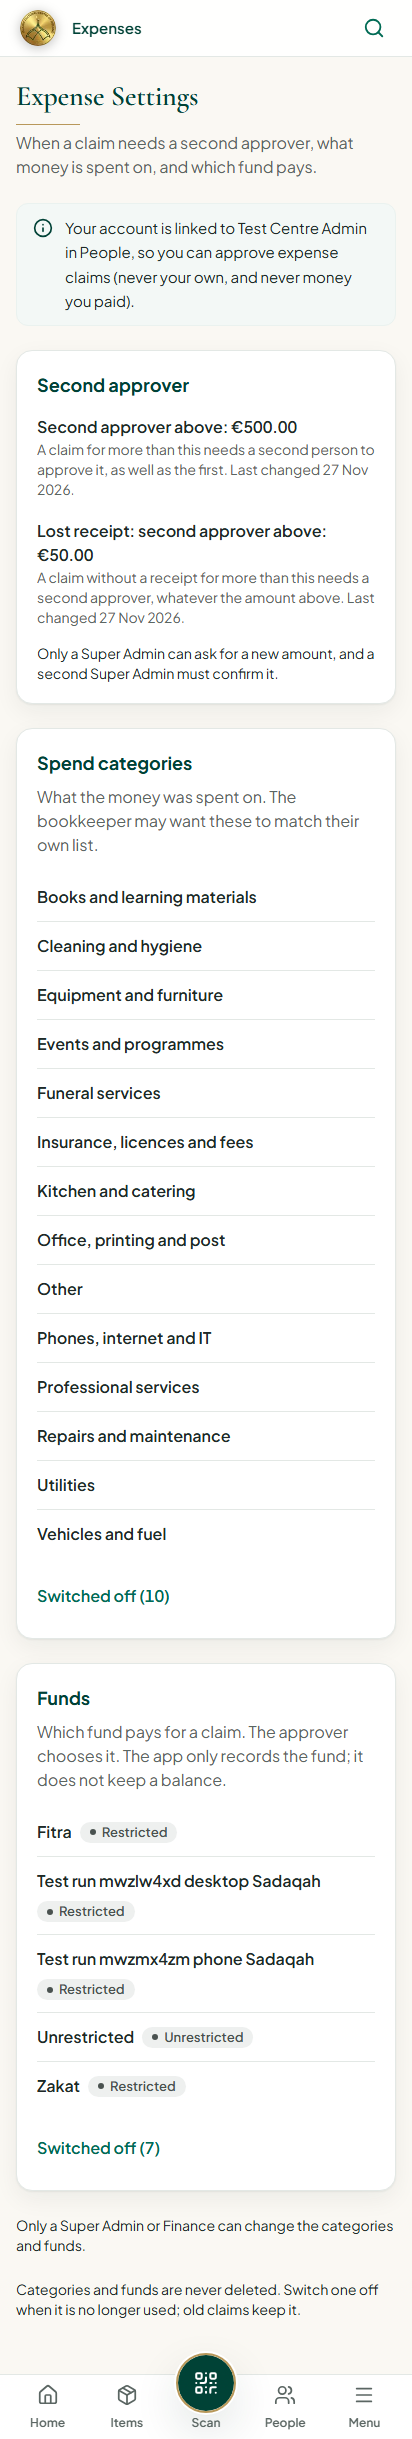 Expenses
Expense Settings
When a claim needs a second approver, what
money is spent on, and which fund pays.
Your account is linked to Test Centre Admin
in People, so you can approve expense
claims (never your own, and never money
you paid).
Second approver
Second approver above: €500.00
A claim for more than this needs a second person to
approve it, as well as the first. Last changed 27 Nov
2026.
Lost receipt: second approver above:
€50.00
A claim without a receipt for more than this needs a
second approver, whatever the amount above. Last
changed 27 Nov 2026.
Only a Super Admin can ask for a new amount, and a
second Super Admin must confirm it.
Spend categories
What the money was spent on. The
bookkeeper may want these to match their
own list.
Books and learning materials
Cleaning and hygiene
Equipment and furniture
Events and programmes
Funeral services
Insurance, licences and fees
Kitchen and catering
Office, printing and post
Other
Phones, internet and IT
Professional services
Repairs and maintenance
Utilities
Vehicles and fuel
Switched off (10)
Funds
Which fund pays for a claim. The approver
chooses it. The app only records the fund; it
does not keep a balance.
Fitra Restricted
Test run mwzlw4xd desktop Sadaqah
Restricted
Test run mwzmx4zm phone Sadaqah
Restricted
Unrestricted Unrestricted
Zakat Restricted
Switched off (7)
Only a Super Admin or Finance can change the categories
and funds.
Categories and funds are never deleted. Switch one off
when it is no longer used; old claims keep it.
Home Items Scan People Menu